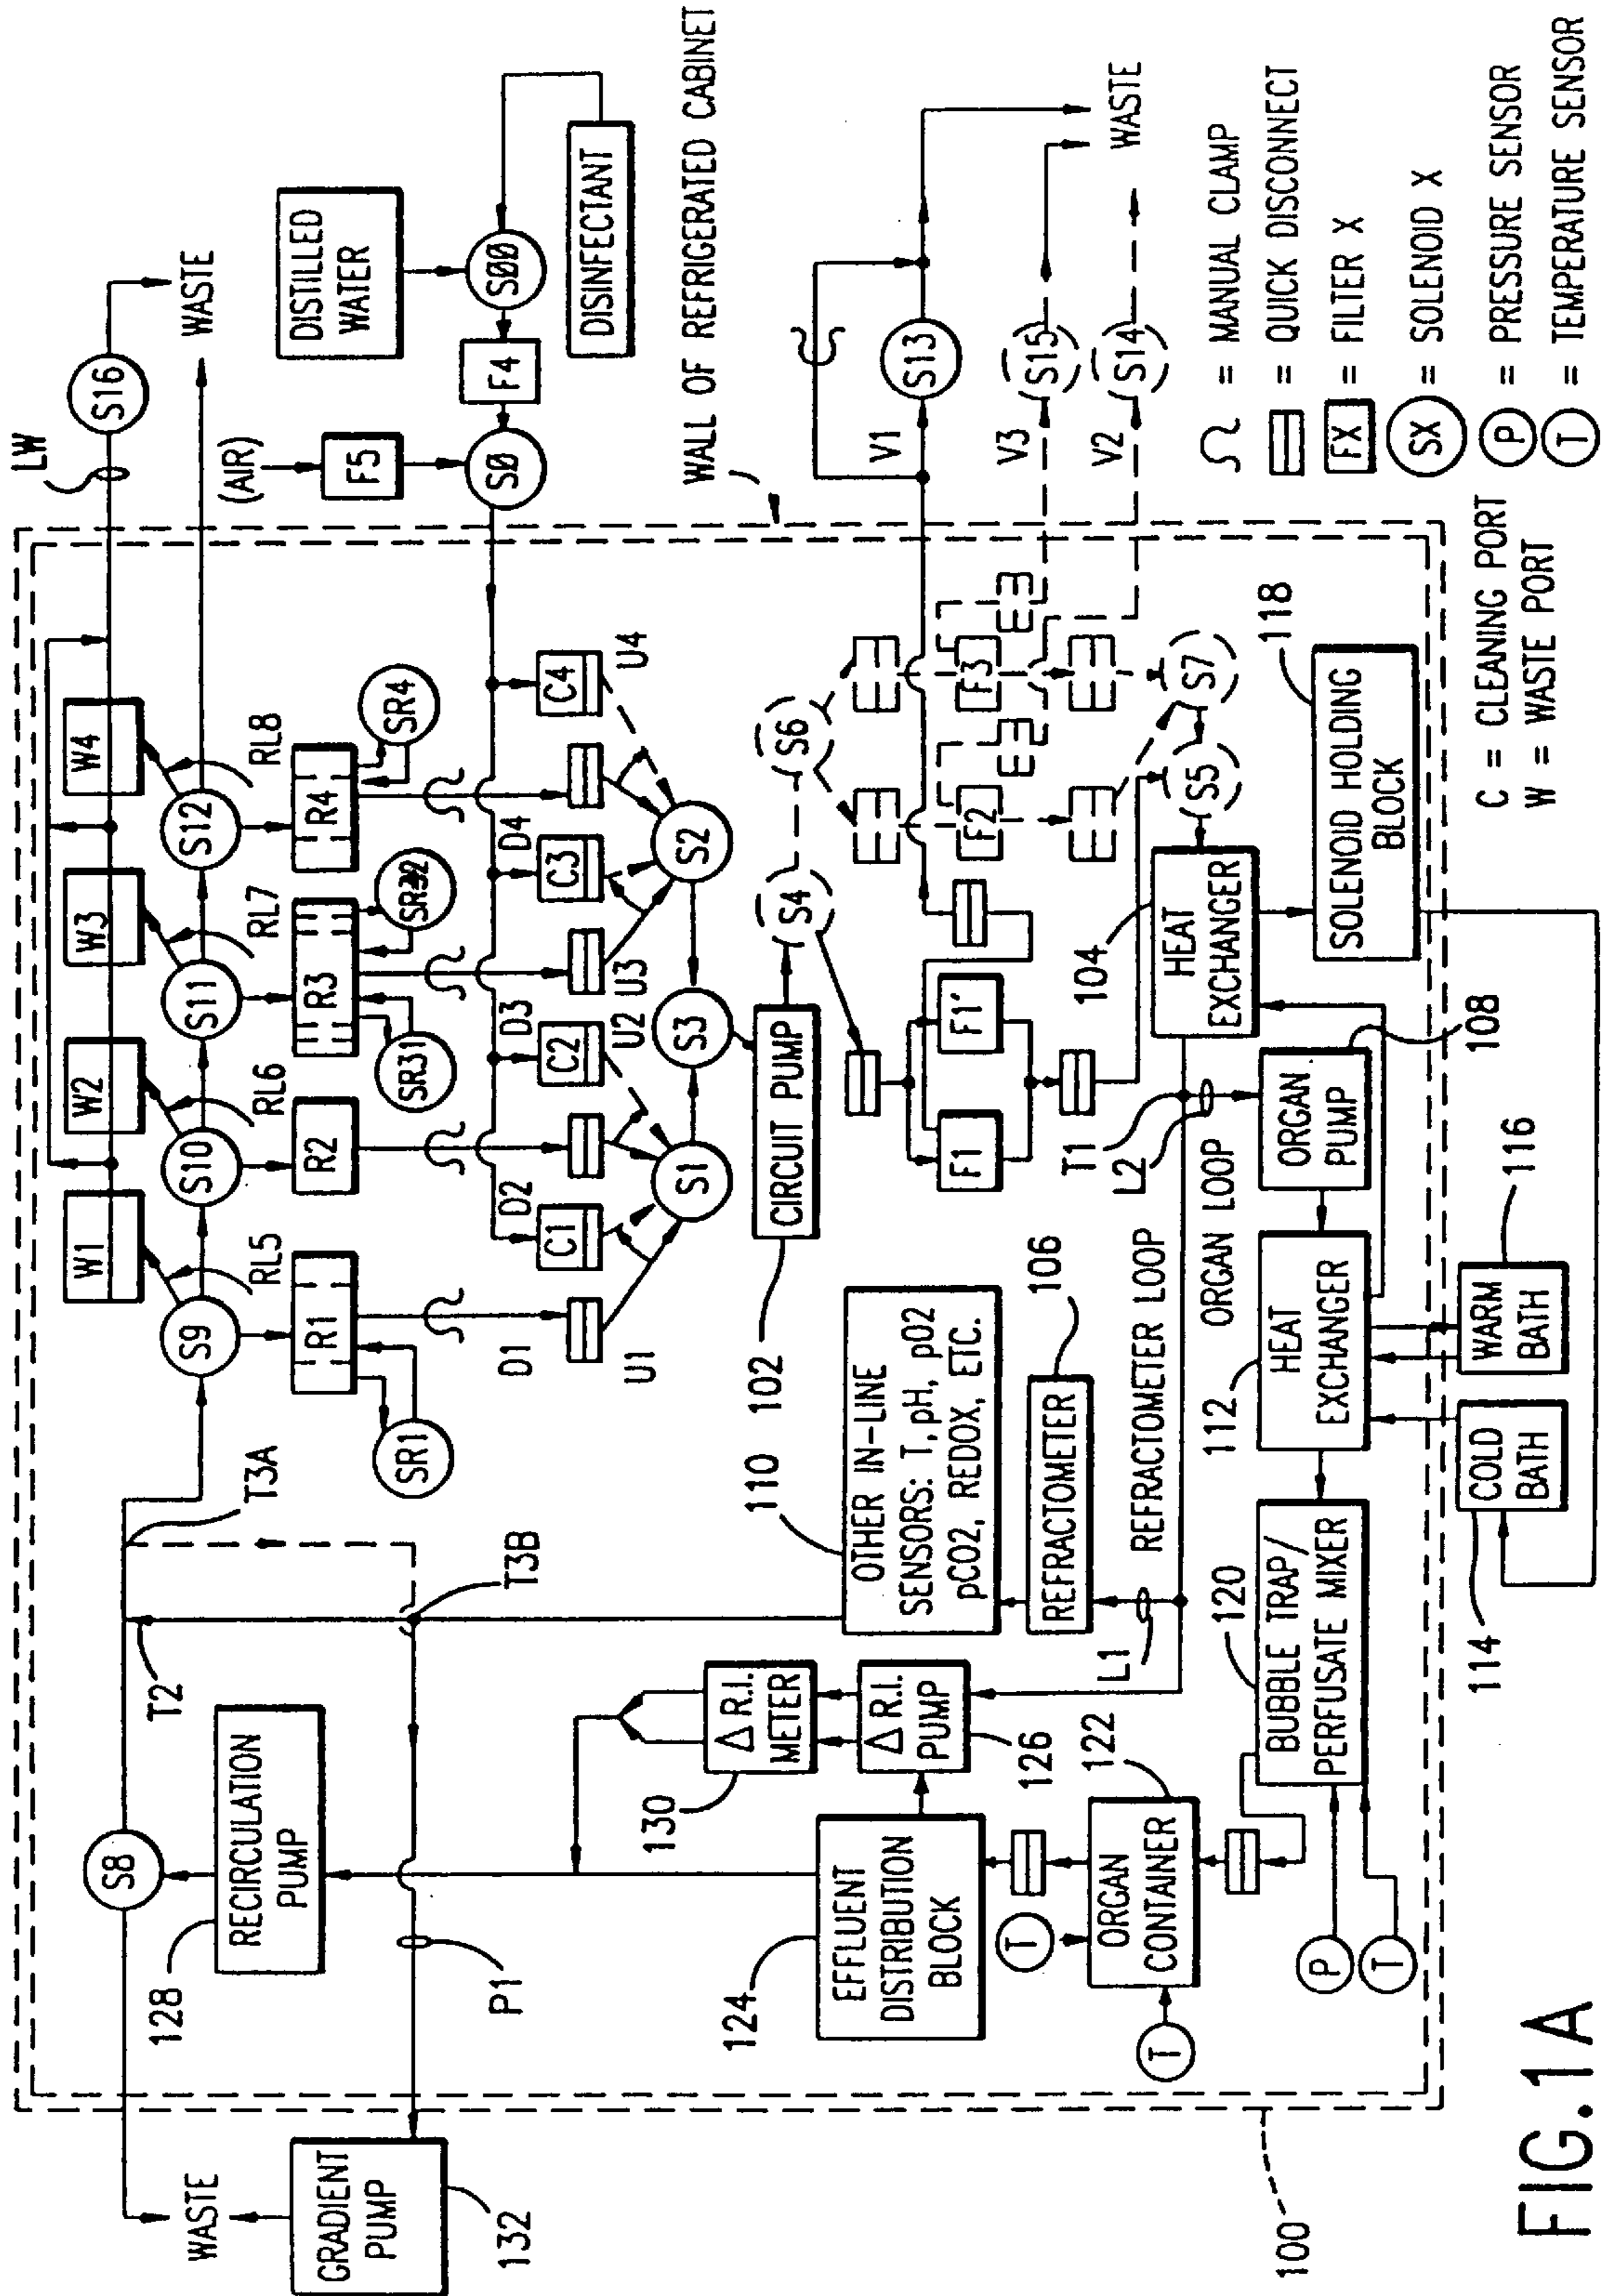 LW
S16
WASTE
WASTE
(AIR)
F5
S0
F4
S00
DISTILLED
WATER
DISINFECTANT
WALL OF REFRIGERATED CABINET
W1
W2
W3
W4
S9
S10
S11
S12
RL5
RL6
RL7
RL8
R1
R2
R3
R4
SR1
SR31
SR32
SR4
D1
D2
D3
D4
C1
C2
C3
C4
U1
U2
U3
U4
S1
S2
S3
CIRCUIT PUMP
102
S4
S6
F1
F1'
F2
F3
S5
S7
V1
S13
V3
S15
V2
S14
WASTE
HEAT
EXCHANGER
104
SOLENOID HOLDING
BLOCK
118
T1
L2
ORGAN LOOP
ORGAN
PUMP
108
HEAT
EXCHANGER
112
WARM
BATH
116
COLD
BATH
114
BUBBLE TRAP/
PERFUSATE MIXER
120
REFRACTOMETER LOOP
L1
REFRACTOMETER
106
OTHER IN-LINE
SENSORS: T, pH, pO2
pCO2, REDOX, ETC.
110
T3A
T3B
T2
S8
RECIRCULATION
PUMP
128
P1
Δ R.I.
METER
130
Δ R.I.
PUMP
126
EFFLUENT
DISTRIBUTION
BLOCK
124
ORGAN
CONTAINER
122
T
T
P
T
WASTE
GRADIENT
PUMP
132
100
= MANUAL CLAMP
= QUICK DISCONNECT
FX = FILTER X
SX = SOLENOID X
P = PRESSURE SENSOR
T = TEMPERATURE SENSOR
C = CLEANING PORT
W = WASTE PORT
FIG.1A